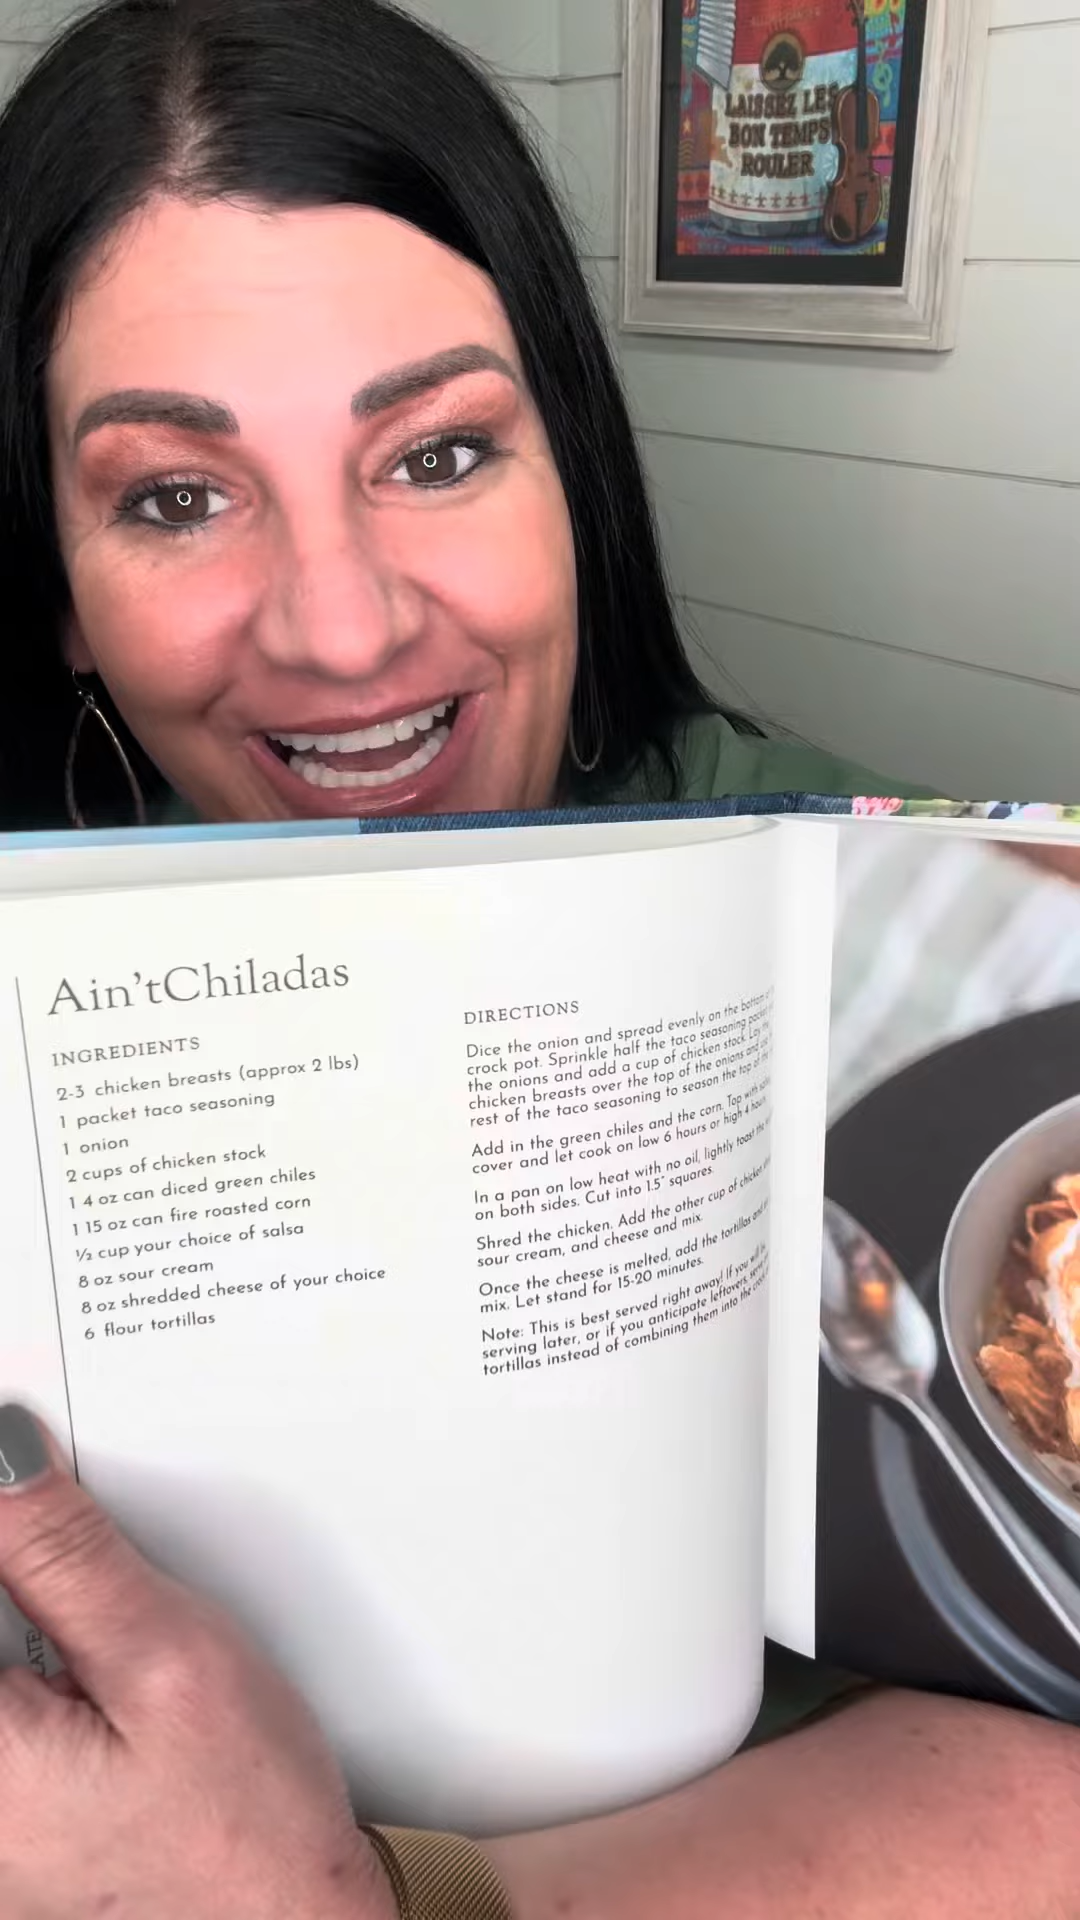 LAISSEZ LES
BON TEMPS
ROULER
Ain'tChiladas
INGREDIENTS
2-3 chicken breasts (approx 2 lbs)
1 packet taco seasoning
1 onion
2 cups of chicken stock
1 4 oz can diced green chiles
1 15 oz can fire roasted corn
½ cup your choice of salsa
8 oz sour cream
8 oz shredded cheese of your choice
6 flour tortillas
DIRECTIONS
Dice the onion and spread evenly on the bottom
crock pot. Sprinkle half the taco seasoning packet
the onions and add a cup of chicken stock. Lay the
chicken breasts over the top of the onions and
rest of the taco seasoning to season the top of
Add in the green chiles and the corn. Top with
cover and let cook on low 6 hours or high 4 hours.
In a pan on low heat with no oil, lightly toast the
on both sides. Cut into 1.5" squares.
Shred the chicken. Add the other cup of chicken
sour cream, and cheese and mix.
Once the cheese is melted, add the tortillas and
mix. Let stand for 15-20 minutes.
Note: This is best served right away! If you will be
serving later, or if you anticipate leftovers,
tortillas instead of combining them into the